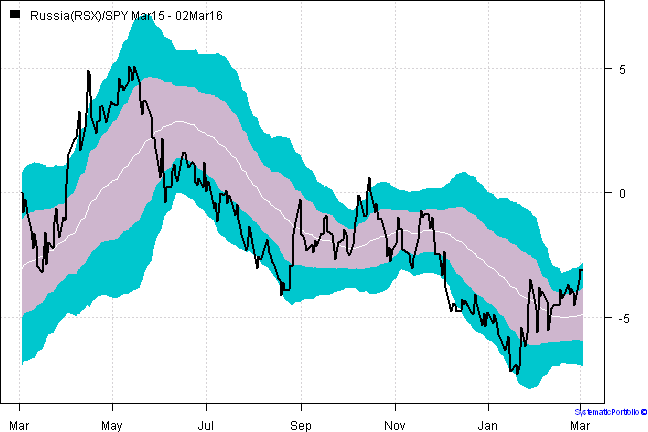 Russia(RSX)/SPY Mar15 - 02Mar16
5
0
-5
SystematicPortfolio ©
Mar May Jul Sep Nov Jan Mar